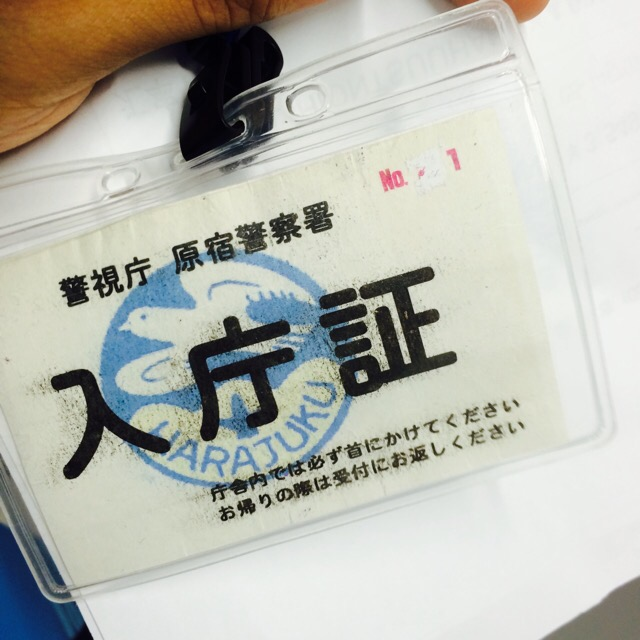 No. 1
警視庁 原宿警察署
入庁証
HARAJUKU
庁舎内では必ず首にかけてください
お帰りの際は受付にお返しください